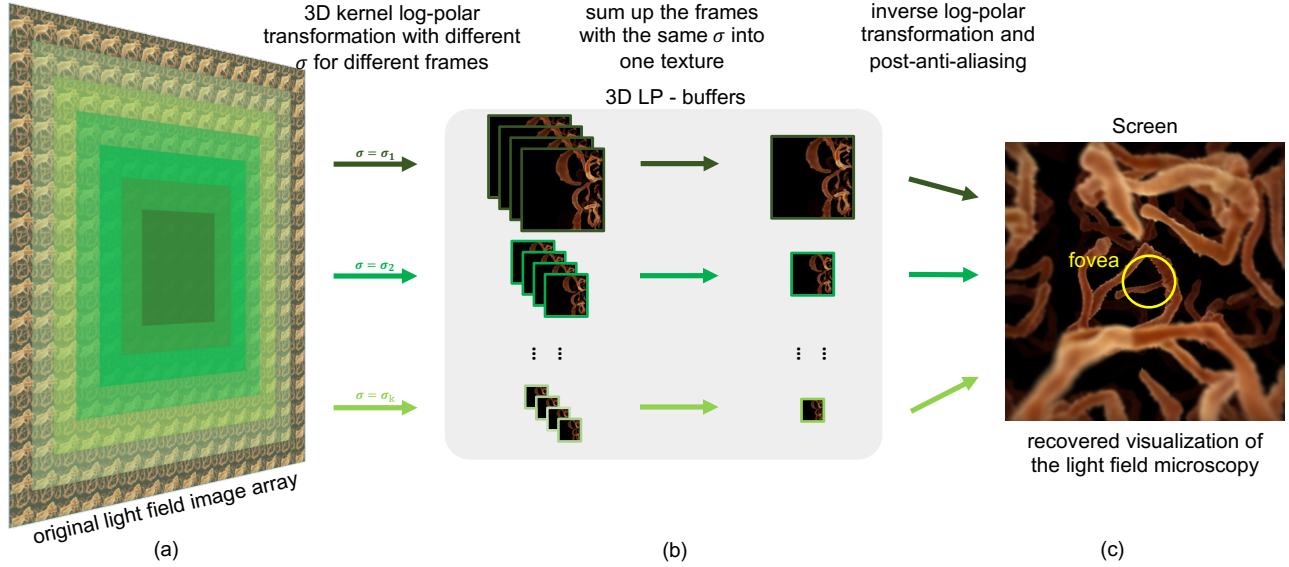 3D kernel log-polar
transformation with different
σ for different frames
sum up the frames
with the same σ into
one texture
inverse log-polar
transformation and
post-anti-aliasing
3D LP - buffers
Screen
σ = σ₁
σ = σ₂
σ = σₖ
fovea
recovered visualization of
the light field microscopy
original light field image array
(a)
(b)
(c)